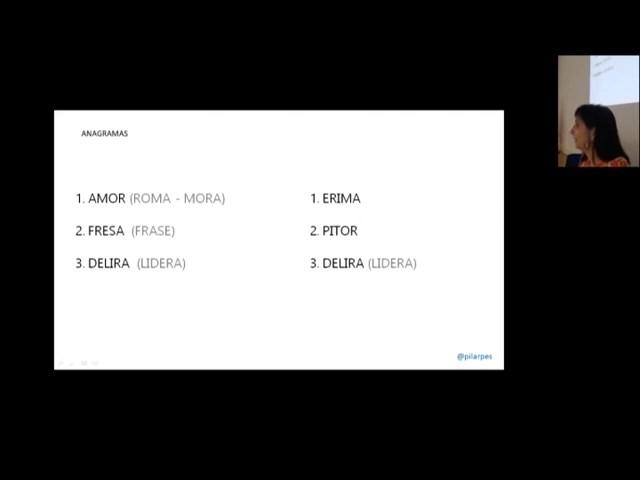 ANAGRAMAS
1. AMOR (ROMA - MORA)
2. FRESA (FRASE)
3. DELIRA (LIDERA)
1. ERIMA
2. PITOR
3. DELIRA (LIDERA)
@pilarpes